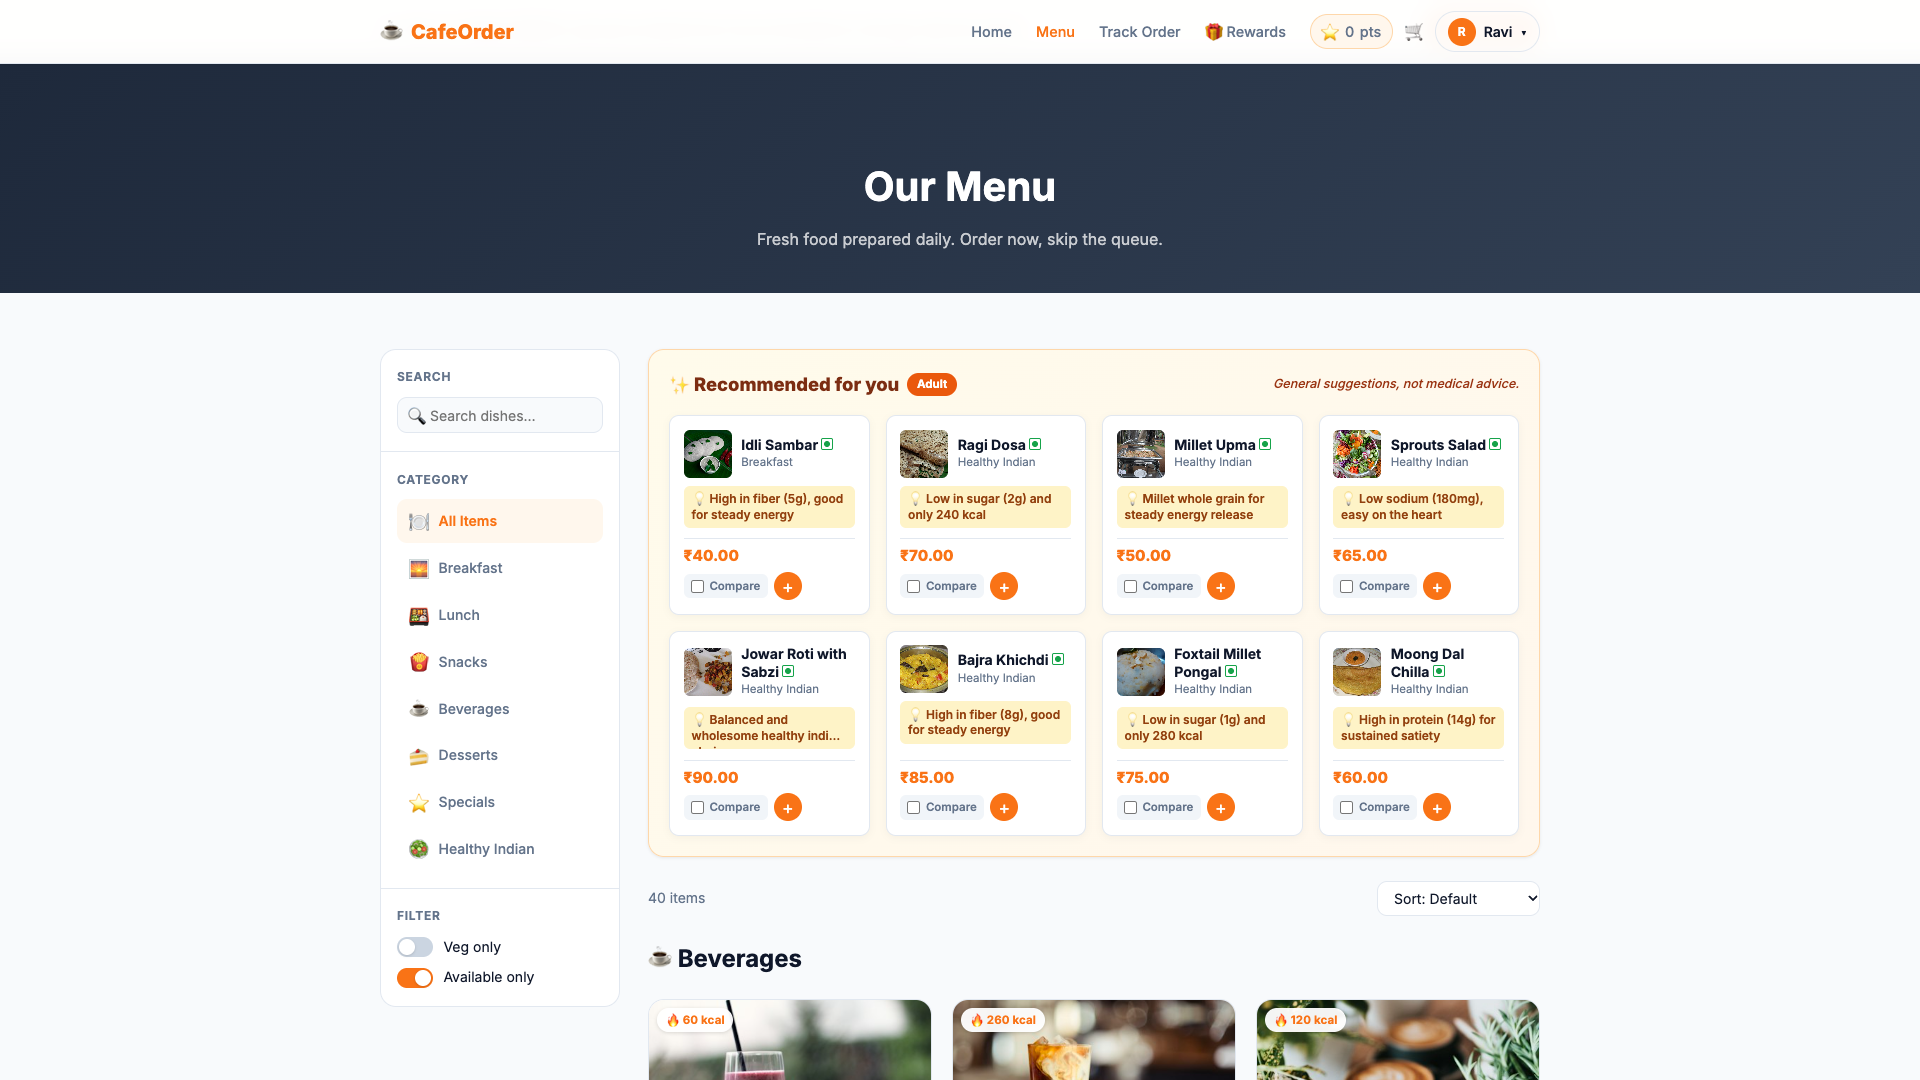 CafeOrder
Home
Menu
Track Order
Rewards
0 pts
R
Ravi
Our Menu
Fresh food prepared daily. Order now, skip the queue.
SEARCH
Search dishes...
CATEGORY
All Items
Breakfast
Lunch
Snacks
Beverages
Desserts
Specials
Healthy Indian
FILTER
Veg only
Available only
Recommended for you
Adult
General suggestions, not medical advice.
Idli Sambar
Breakfast
High in fiber (5g), good
for steady energy
₹40.00
Compare
+
Ragi Dosa
Healthy Indian
Low in sugar (2g) and
only 240 kcal
₹70.00
Compare
+
Millet Upma
Healthy Indian
Millet whole grain for
steady energy release
₹50.00
Compare
+
Sprouts Salad
Healthy Indian
Low sodium (180mg),
easy on the heart
₹65.00
Compare
+
Jowar Roti with
Sabzi
Healthy Indian
Balanced and
wholesome healthy indi...
₹90.00
Compare
+
Bajra Khichdi
Healthy Indian
High in fiber (8g), good
for steady energy
₹85.00
Compare
+
Foxtail Millet
Pongal
Healthy Indian
Low in sugar (1g) and
only 280 kcal
₹75.00
Compare
+
Moong Dal
Chilla
Healthy Indian
High in protein (14g) for
sustained satiety
₹60.00
Compare
+
40 items
Sort: Default
Beverages
60 kcal
260 kcal
120 kcal